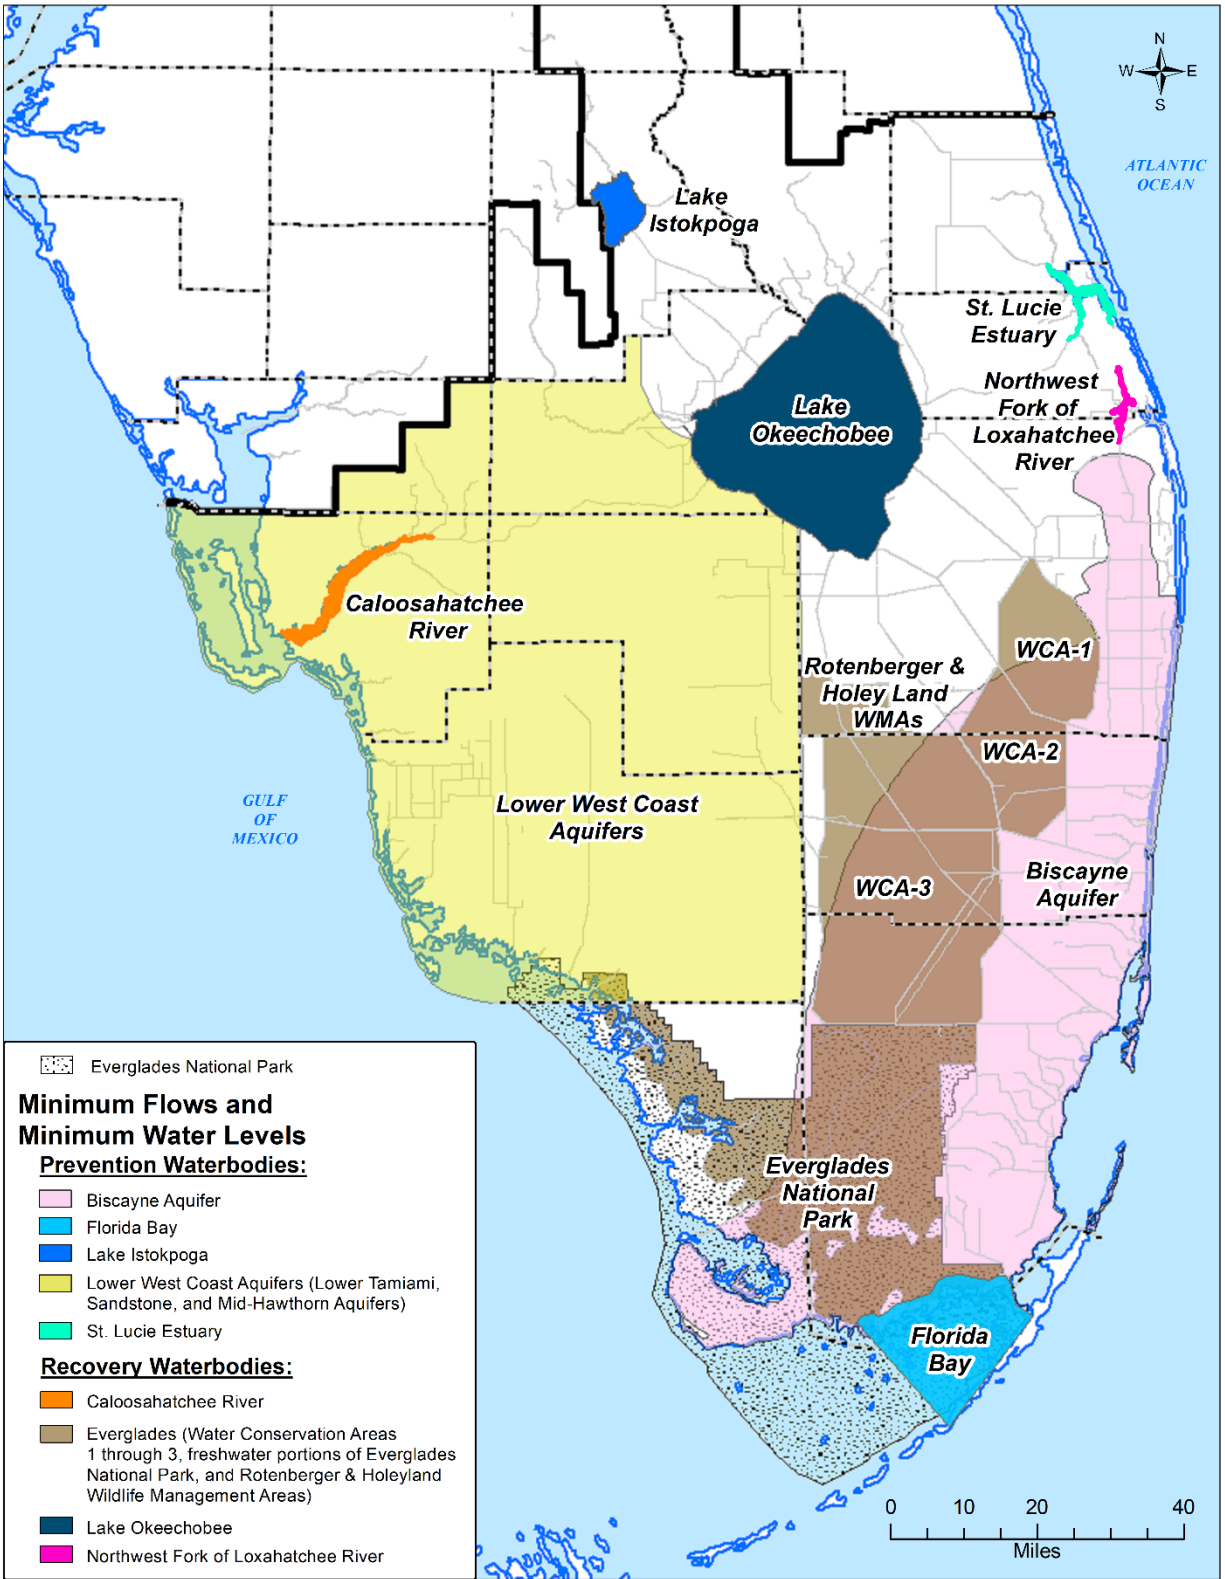 N
W E
S
ATLANTIC
OCEAN
Lake
Istokpoga
St. Lucie
Estuary
Northwest
Fork of
Loxahatchee
River
Lake
Okeechobee
Caloosahatchee
River
WCA-1
Rotenberger &
Holey Land
WMAs
WCA-2
GULF
OF
MEXICO
Lower West Coast
Aquifers
WCA-3
Biscayne
Aquifer
Everglades
National
Park
Florida
Bay
Everglades National Park
Minimum Flows and
Minimum Water Levels
Prevention Waterbodies:
Biscayne Aquifer
Florida Bay
Lake Istokpoga
Lower West Coast Aquifers (Lower Tamiami,
Sandstone, and Mid-Hawthorn Aquifers)
St. Lucie Estuary
Recovery Waterbodies:
Caloosahatchee River
Everglades (Water Conservation Areas
1 through 3, freshwater portions of Everglades
National Park, and Rotenberger & Holeyland
Wildlife Management Areas)
Lake Okeechobee
Northwest Fork of Loxahatchee River
0 10 20 40
Miles